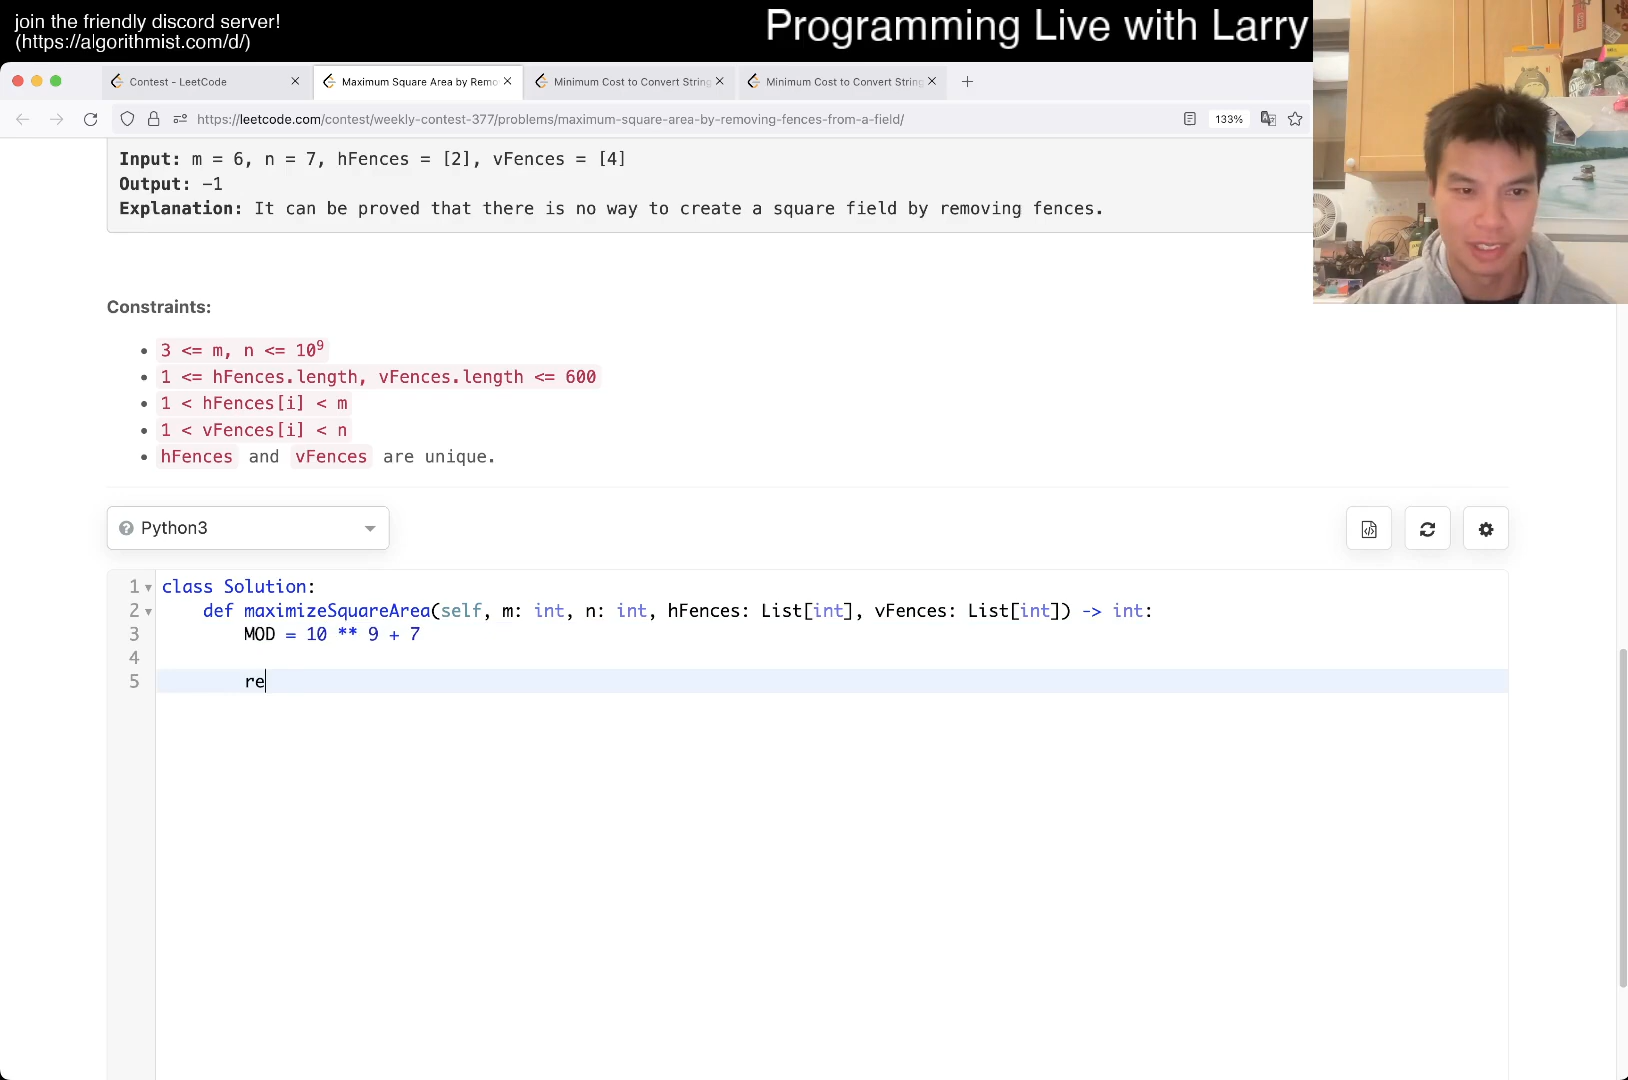 join the friendly discord server!
(https://algorithmist.com/d/)
Programming Live with Larry
Contest - LeetCode
Maximum Square Area by Remo
Minimum Cost to Convert String
Minimum Cost to Convert String
https://leetcode.com/contest/weekly-contest-377/problems/maximum-square-area-by-removing-fences-from-a-field/
133%
Input: m = 6, n = 7, hFences = [2], vFences = [4]
Output: -1
Explanation: It can be proved that there is no way to create a square field by removing fences.
Constraints:
3 <= m, n <= 10⁹
1 <= hFences.length, vFences.length <= 600
1 < hFences[i] < m
1 < vFences[i] < n
hFences and vFences are unique.
Python3
1 class Solution:
2 def maximizeSquareArea(self, m: int, n: int, hFences: List[int], vFences: List[int]) -> int:
3 MOD = 10 ** 9 + 7
4
5 re